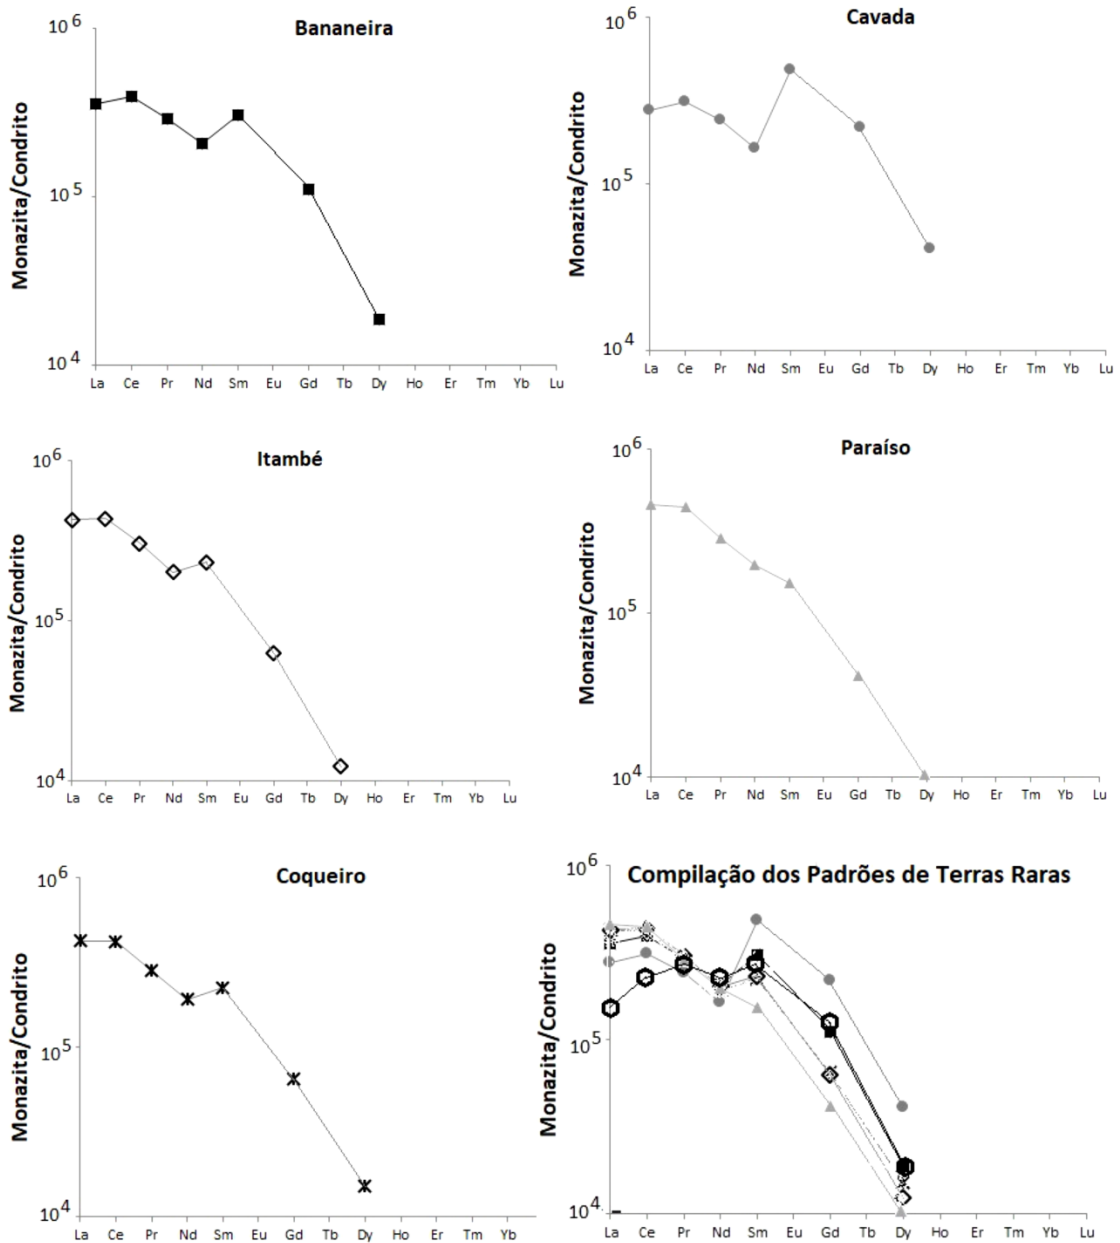 Bananeira
Monazita/Condrito
10^6
10^5
10^4
La Ce Pr Nd Sm Eu Gd Tb Dy Ho Er Tm Yb Lu
Cavada
Monazita/Condrito
10^6
10^5
10^4
La Ce Pr Nd Sm Eu Gd Tb Dy Ho Er Tm Yb Lu
Itambé
Monazita/Condrito
10^6
10^5
10^4
La Ce Pr Nd Sm Eu Gd Tb Dy Ho Er Tm Yb Lu
Paraíso
Monazita/Condrito
10^6
10^5
10^4
La Ce Pr Nd Sm Eu Gd Tb Dy Ho Er Tm Yb Lu
Coqueiro
Monazita/Condrito
10^6
10^5
10^4
La Ce Pr Nd Sm Eu Gd Tb Dy Ho Er Tm Yb
Compilação dos Padrões de Terras Raras
Monazita/Condrito
10^6
10^5
10^4
La Ce Pr Nd Sm Eu Gd Tb Dy Ho Er Tm Yb Lu